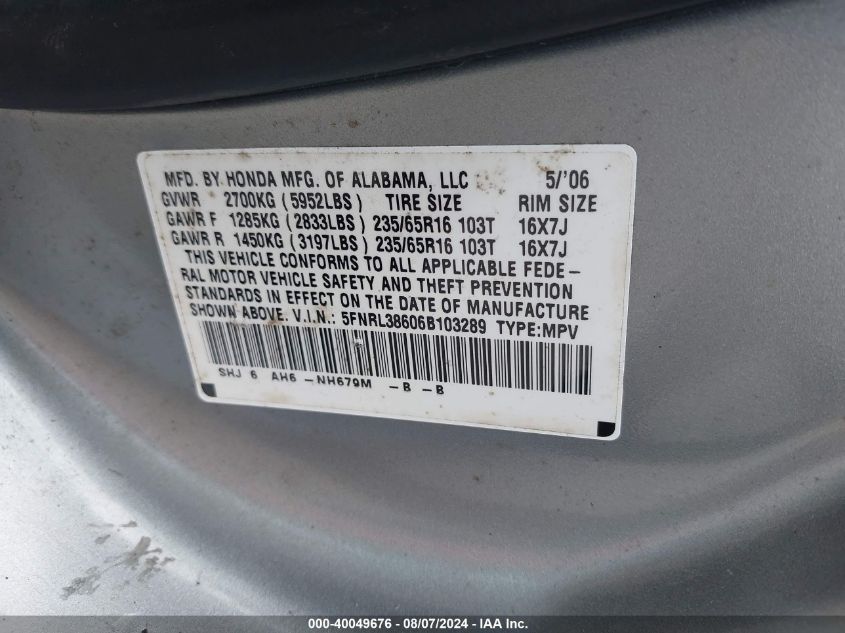 MFD. BY HONDA MFG. OF ALABAMA, LLC 5/'06
GVWR 2700KG (5952LBS) TIRE SIZE RIM SIZE
GAWR F 1285KG (2833LBS) 235/65R16 103T 16X7J
GAWR R 1450KG (3197LBS) 235/65R16 103T 16X7J
THIS VEHICLE CONFORMS TO ALL APPLICABLE FEDE-
RAL MOTOR VEHICLE SAFETY AND THEFT PREVENTION
STANDARDS IN EFFECT ON THE DATE OF MANUFACTURE
SHOWN ABOVE. V.I.N.: 5FNRL38606B103289 TYPE:MPV
SHJ 6 AH6 -NH679M -B -B
000-40049676 - 08/07/2024 - IAA Inc.